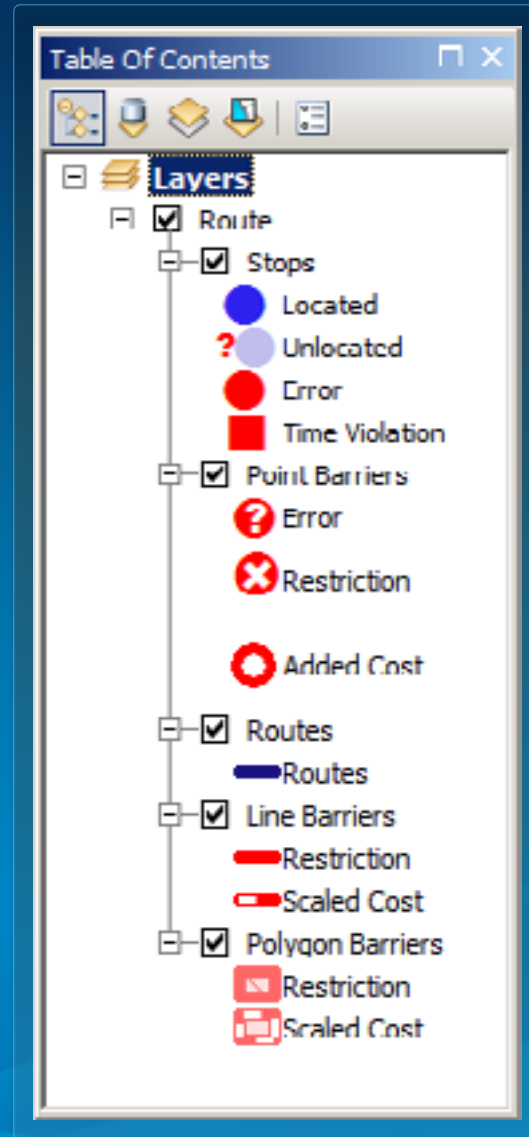 Table Of Contents
Layers
Route
Stops
Located
? Unlocated
Error
Time Violation
Point Barriers
? Error
Restriction
Added Cost
Routes
Routes
Line Barriers
Restriction
Scaled Cost
Polygon Barriers
Restriction
Scaled Cost